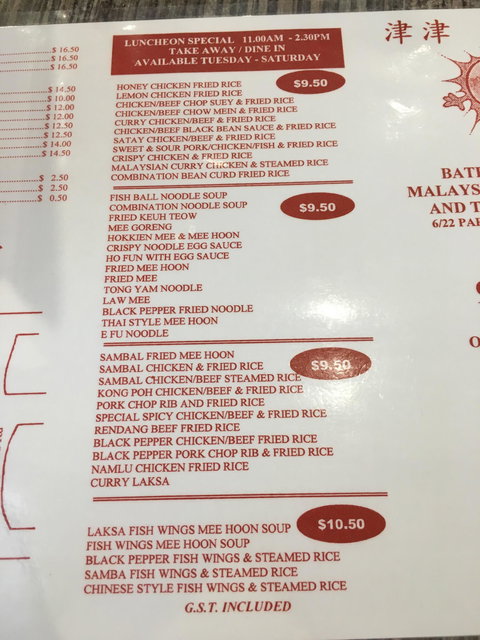 $ 16.50
$ 16.50
$ 16.50
$ 14.50
$ 10.00
$ 12.00
$ 12.00
$ 12.50
$ 12.50
$ 14.00
$ 14.50
$ 2.50
$ 2.50
$ 0.50
LUNCHEON SPECIAL 11.00AM - 2.30PM
TAKE AWAY / DINE IN
AVAILABLE TUESDAY - SATURDAY
$9.50
HONEY CHICKEN FRIED RICE
LEMON CHICKEN FRIED RICE
CHICKEN/BEEF CHOP SUEY & FRIED RICE
CHICKEN/BEEF CHOW MEIN & FRIED RICE
CURRY CHICKEN/BEEF & FRIED RICE
CHICKEN/BEEF BLACK BEAN SAUCE & FRIED RICE
SATAY CHICKEN/BEEF & FRIED RICE
SWEET & SOUR PORK/CHICKEN/FISH & FRIED RICE
CRISPY CHICKEN & FRIED RICE
MALAYSIAN CURRY CHICKEN & STEAMED RICE
COMBINATION BEAN CURD FRIED RICE
FISH BALL NOODLE SOUP
COMBINATION NOODLE SOUP
$9.50
FRIED KEUH TEOW
MEE GORENG
HOKKIEN MEE & MEE HOON
CRISPY NOODLE EGG SAUCE
HO FUN WITH EGG SAUCE
FRIED MEE HOON
FRIED MEE
TONG YAM NOODLE
LAW MEE
BLACK PEPPER FRIED NOODLE
THAI STYLE MEE HOON
E FU NOODLE
SAMBAL FRIED MEE HOON
SAMBAL CHICKEN & FRIED RICE
$9.50
SAMBAL CHICKEN/BEEF STEAMED RICE
KONG POH CHICKEN/BEEF & FRIED RICE
PORK CHOP RIB AND FRIED RICE
SPECIAL SPICY CHICKEN/BEEF & FRIED RICE
RENDANG BEEF FRIED RICE
BLACK PEPPER CHICKEN/BEEF FRIED RICE
BLACK PEPPER PORK CHOP RIB & FRIED RICE
NAMLU CHICKEN FRIED RICE
CURRY LAKSA
LAKSA FISH WINGS MEE HOON SOUP
$10.50
FISH WINGS MEE HOON SOUP
BLACK PEPPER FISH WINGS & STEAMED RICE
SAMBA FISH WINGS & STEAMED RICE
CHINESE STYLE FISH WINGS & STEAMED RICE
G.S.T. INCLUDED
津津
BAT
MALAYS
AND T
6/22 PA